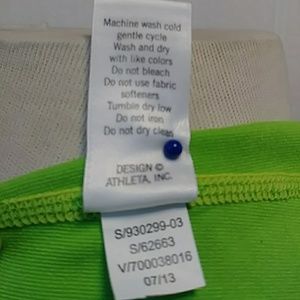 Machine wash cold
gentle cycle
Wash and dry
with like colors
Do not bleach
Do not use fabric
softeners
Tumble dry low
Do not iron
Do not dry clean
DESIGN ©
ATHLETA, INC.
S/930299-03
S/62663
V/700038016
07/13